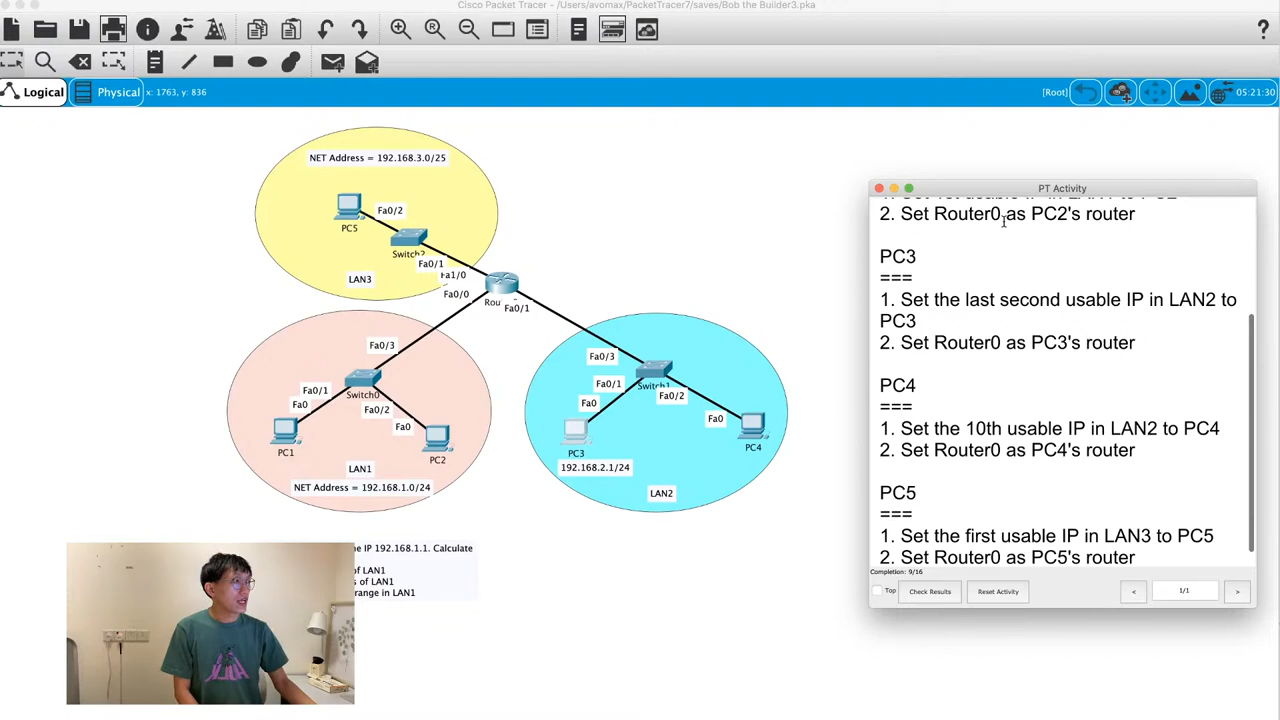 Cisco Packet Tracer - /Users/avomax/PacketTracer7/saves/Bob the Builder3.pka
?
Logical
Physical
x: 1763, y: 836
[Root]
05:21:30
NET Address = 192.168.3.0/25
Fa0/2
PC5
Switch2
Fa0/1
Fa1/0
LAN3
Fa0/0
Rou
Fa0/1
Fa0/3
Fa0/1
Switch0
Fa0
Fa0/2
Fa0
PC1
PC2
LAN1
NET Address = 192.168.1.0/24
Fa0/3
Fa0/1
Switch1
Fa0/2
Fa0
Fa0
PC3
PC4
192.168.2.1/24
LAN2
e IP 192.168.1.1. Calculate
of LAN1
s of LAN1
range in LAN1
PT Activity
2. Set Router0 as PC2's router
PC3
===
1. Set the last second usable IP in LAN2 to
PC3
2. Set Router0 as PC3's router
PC4
===
1. Set the 10th usable IP in LAN2 to PC4
2. Set Router0 as PC4's router
PC5
===
1. Set the first usable IP in LAN3 to PC5
2. Set Router0 as PC5's router
Completion: 9/16
Top
Check Results
Reset Activity
<
1/1
>